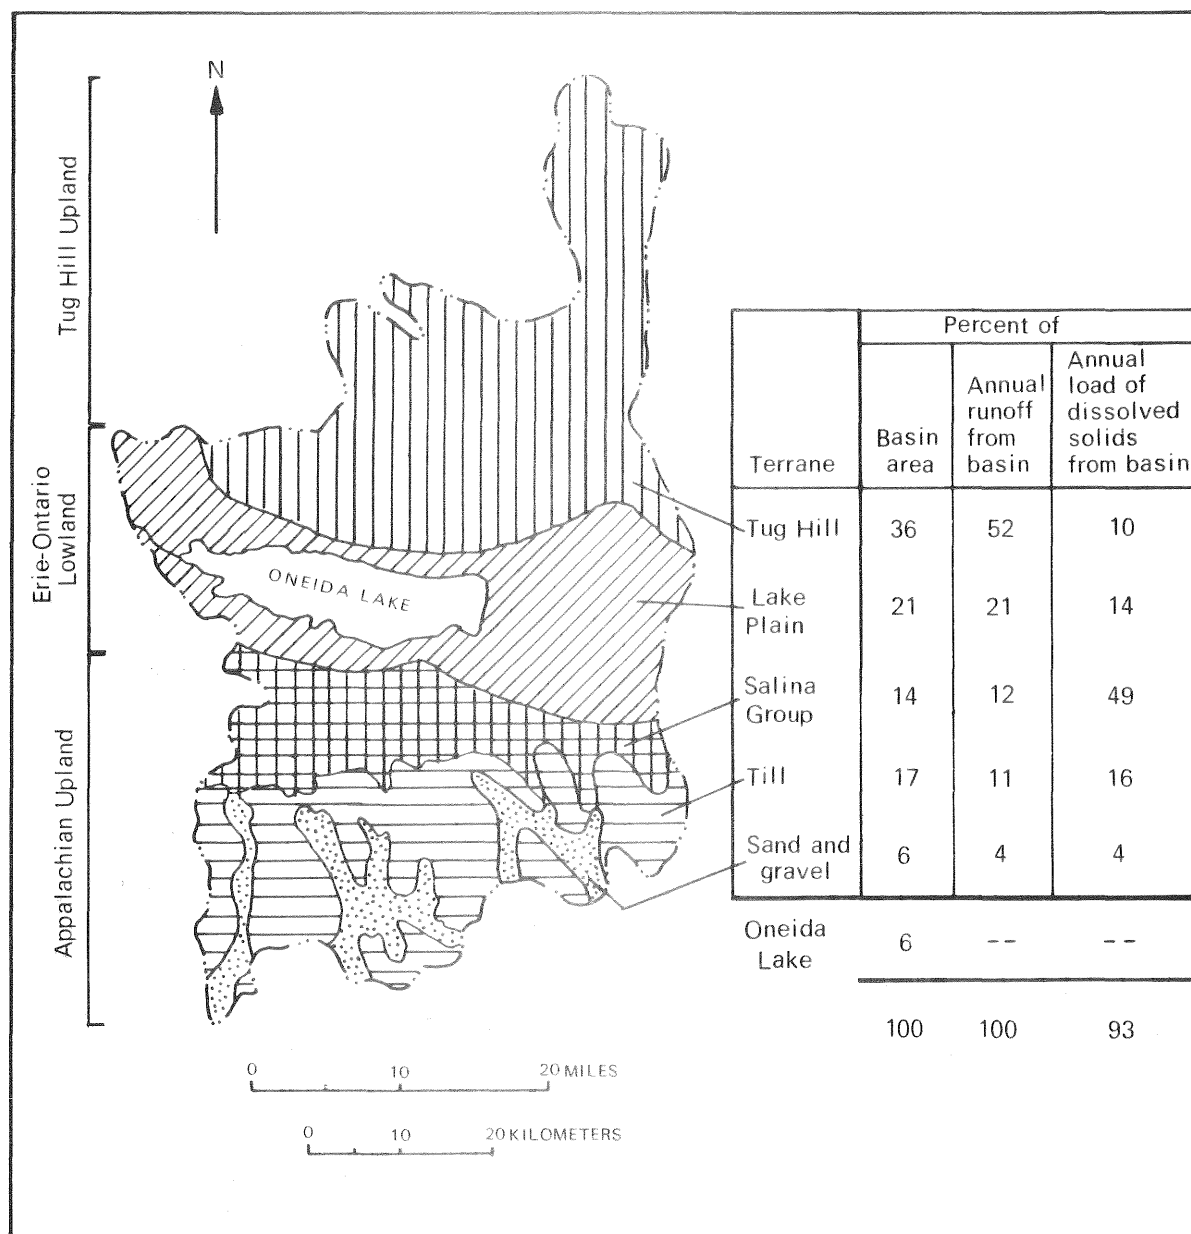 N
Tug Hill Upland
Erie-Ontario
Lowland
Appalachian Upland
ONEIDA LAKE
Percent of
Terrane
Basin
area
Annual
runoff
from
basin
Annual
load of
dissolved
solids
from basin
Tug Hill 36 52 10
Lake
Plain 21 21 14
Salina
Group 14 12 49
Till 17 11 16
Sand and
gravel 6 4 4
Oneida
Lake 6 -- --
100 100 93
0 10 20 MILES
0 10 20 KILOMETERS